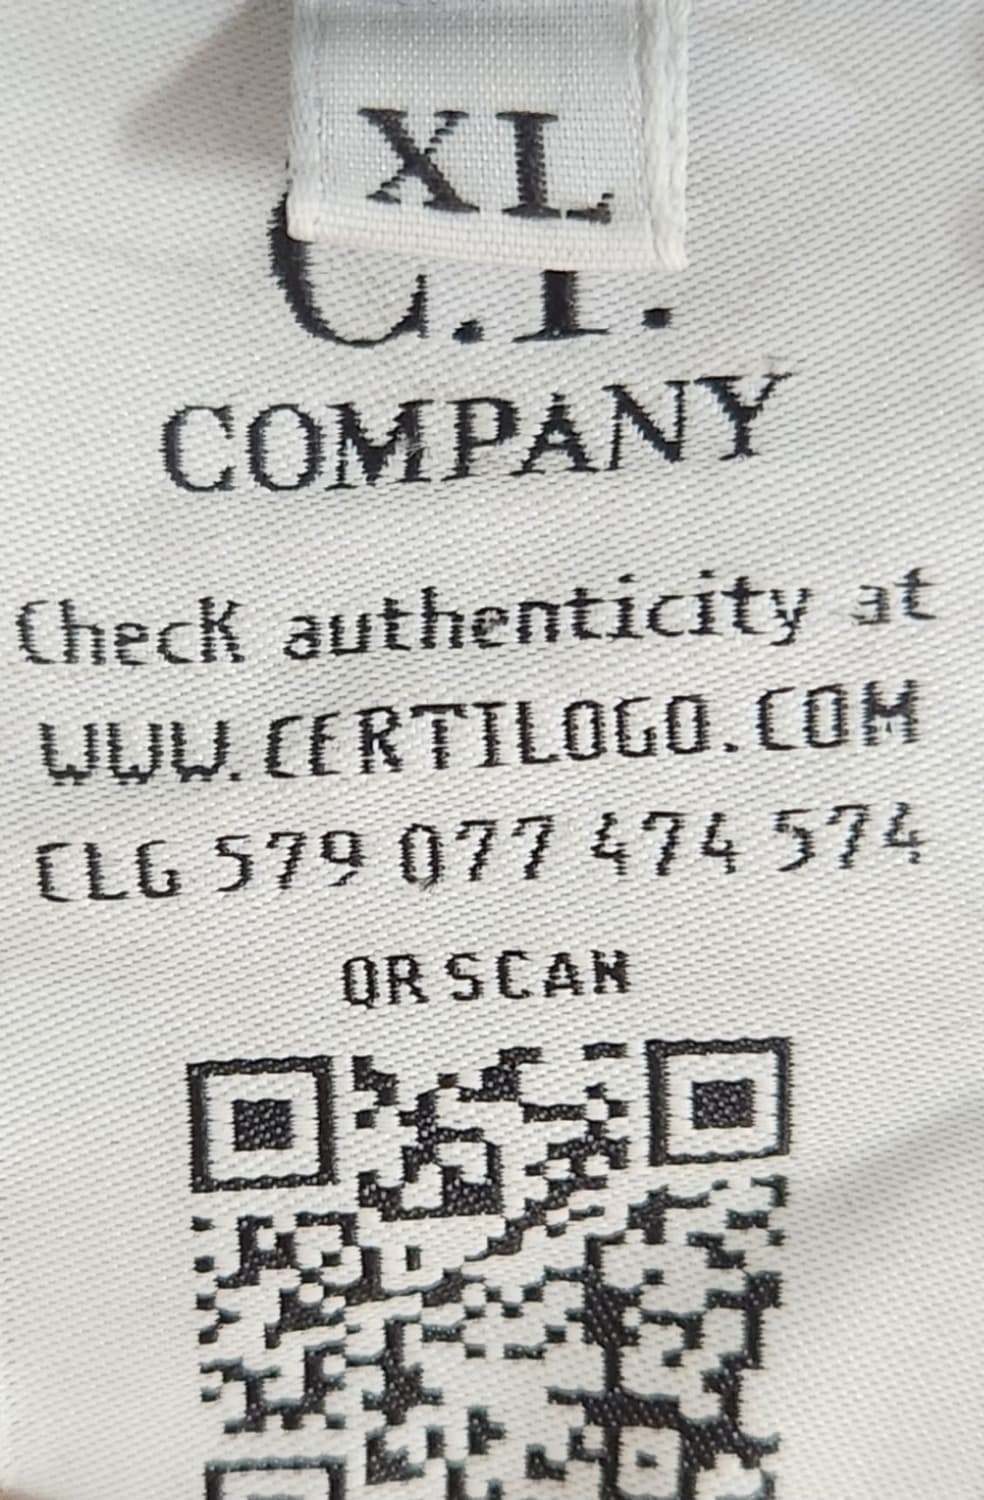 XL
C.P.
COMPANY
Check authenticity at
WWW.CERTILOGO.COM
CLG 579 077 474 574
QR SCAN